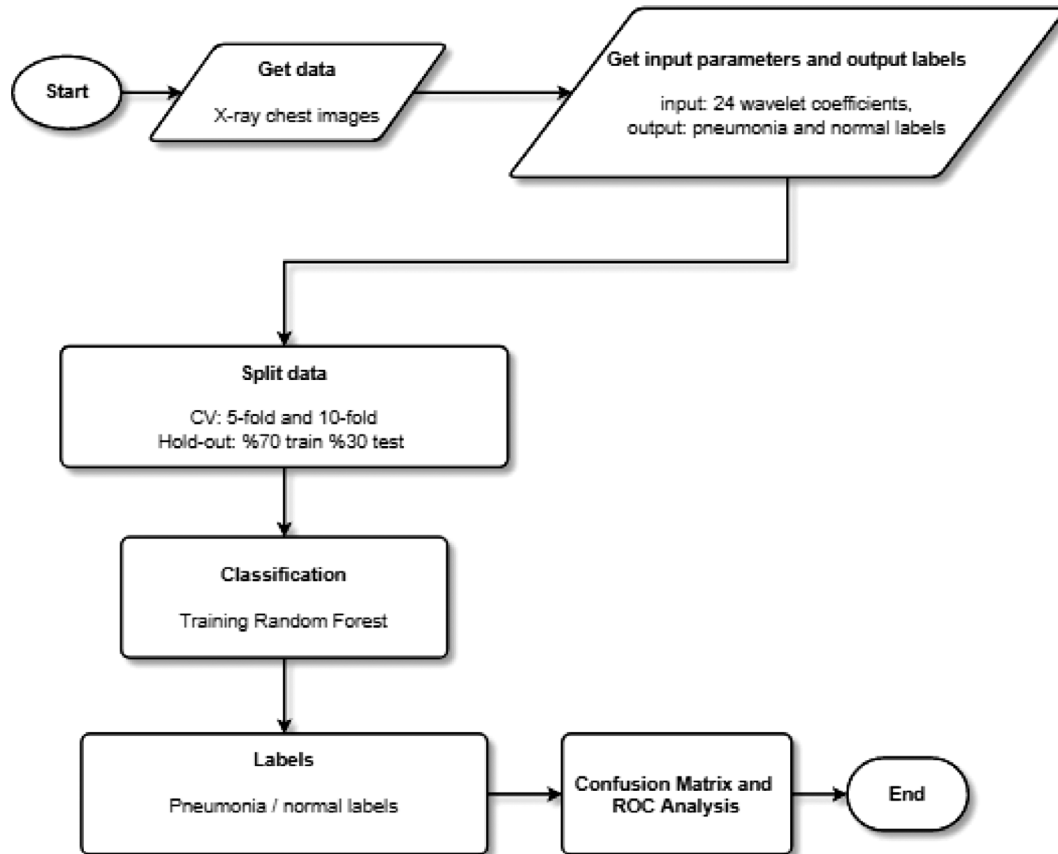 Start
Get data
X-ray chest images
Get input parameters and output labels
input: 24 wavelet coefficients,
output: pneumonia and normal labels
Split data
CV: 5-fold and 10-fold
Hold-out: %70 train %30 test
Classification
Training Random Forest
Labels
Pneumonia / normal labels
Confusion Matrix and
ROC Analysis
End